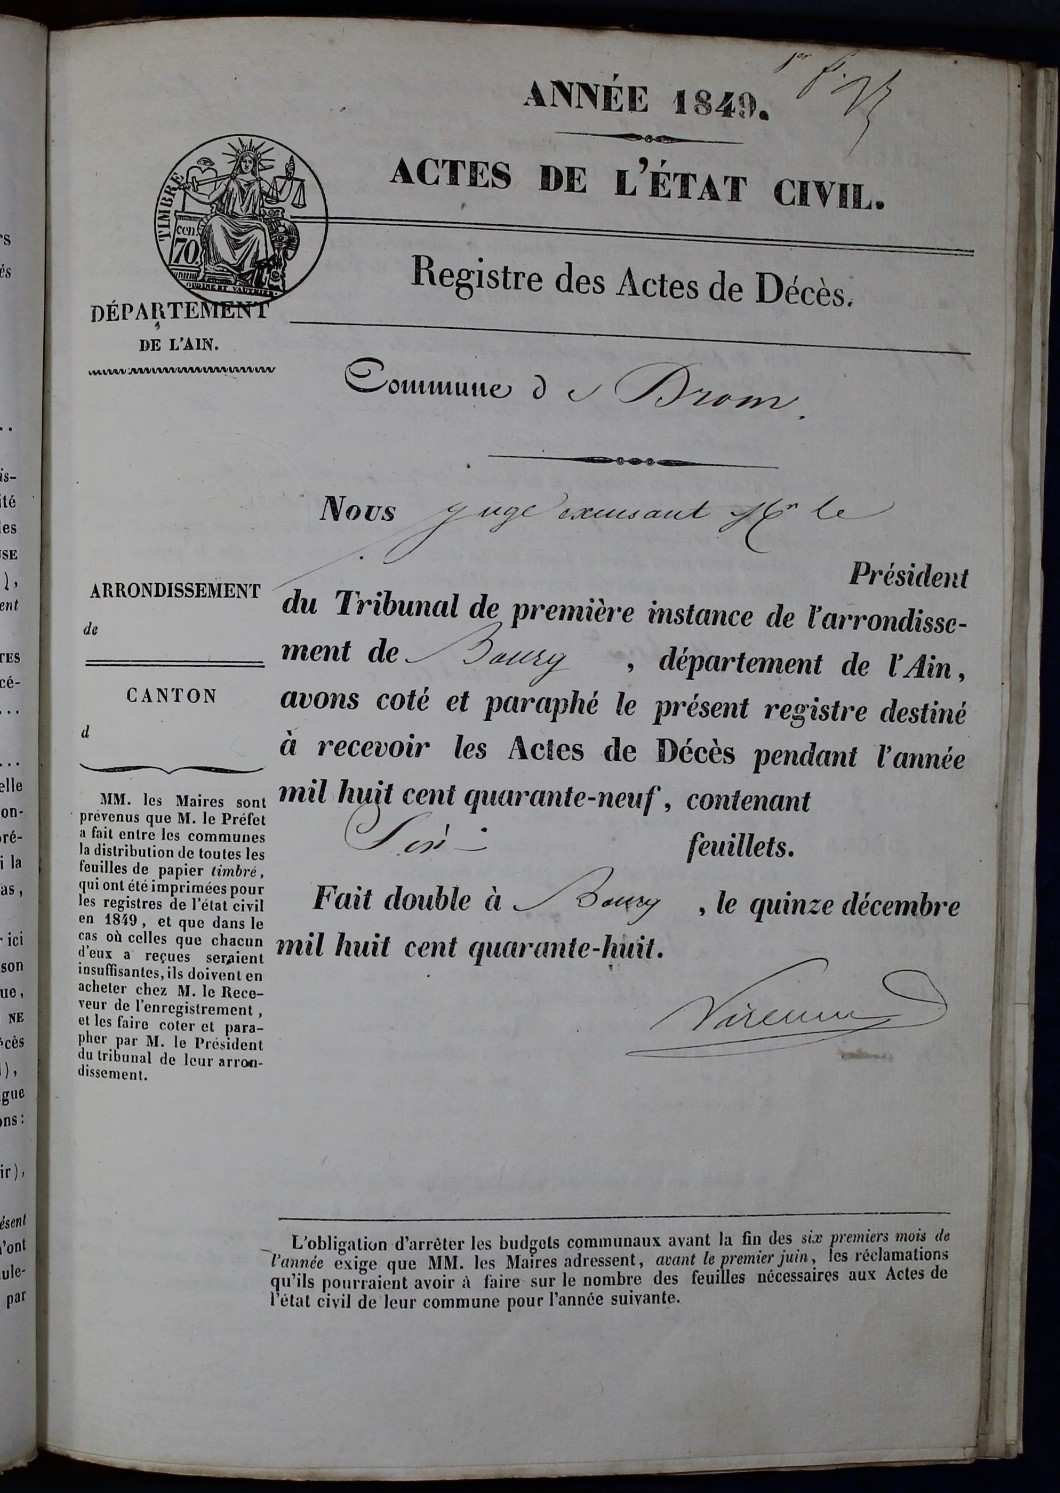 1er f.
ANNÉE 1849.
ACTES DE L'ÉTAT CIVIL.
TIMBRE
cen
70
OUDINE ET VAUTHIER
Registre des Actes de Décès.
DÉPARTEMENT
DE L'AIN.
Commune de Drom.
Nous juge excusant Mr le
Président
du Tribunal de première instance de l'arrondisse-
ment de Bourg, département de l'Ain,
avons coté et paraphé le présent registre destiné
à recevoir les Actes de Décès pendant l'année
mil huit cent quarante-neuf, contenant
feuillets.
Fait double à Bourg, le quinze décembre
mil huit cent quarante-huit.
ARRONDISSEMENT
de
CANTON
d
MM. les Maires sont
prévenus que M. le Préfet
a fait entre les communes
la distribution de toutes les
feuilles de papier timbré,
qui ont été imprimées pour
les registres de l'état civil
en 1849, et que dans le
cas où celles que chacun
d'eux a reçues seraient
insuffisantes, ils doivent en
acheter chez M. le Rece-
veur de l'enregistrement,
et les faire coter et para-
pher par M. le Président
du tribunal de leur arron-
dissement.
L'obligation d'arrêter les budgets communaux avant la fin des six premiers mois de
l'année exige que MM. les Maires adressent, avant le premier juin, les réclamations
qu'ils pourraient avoir à faire sur le nombre des feuilles nécessaires aux Actes de
l'état civil de leur commune pour l'année suivante.